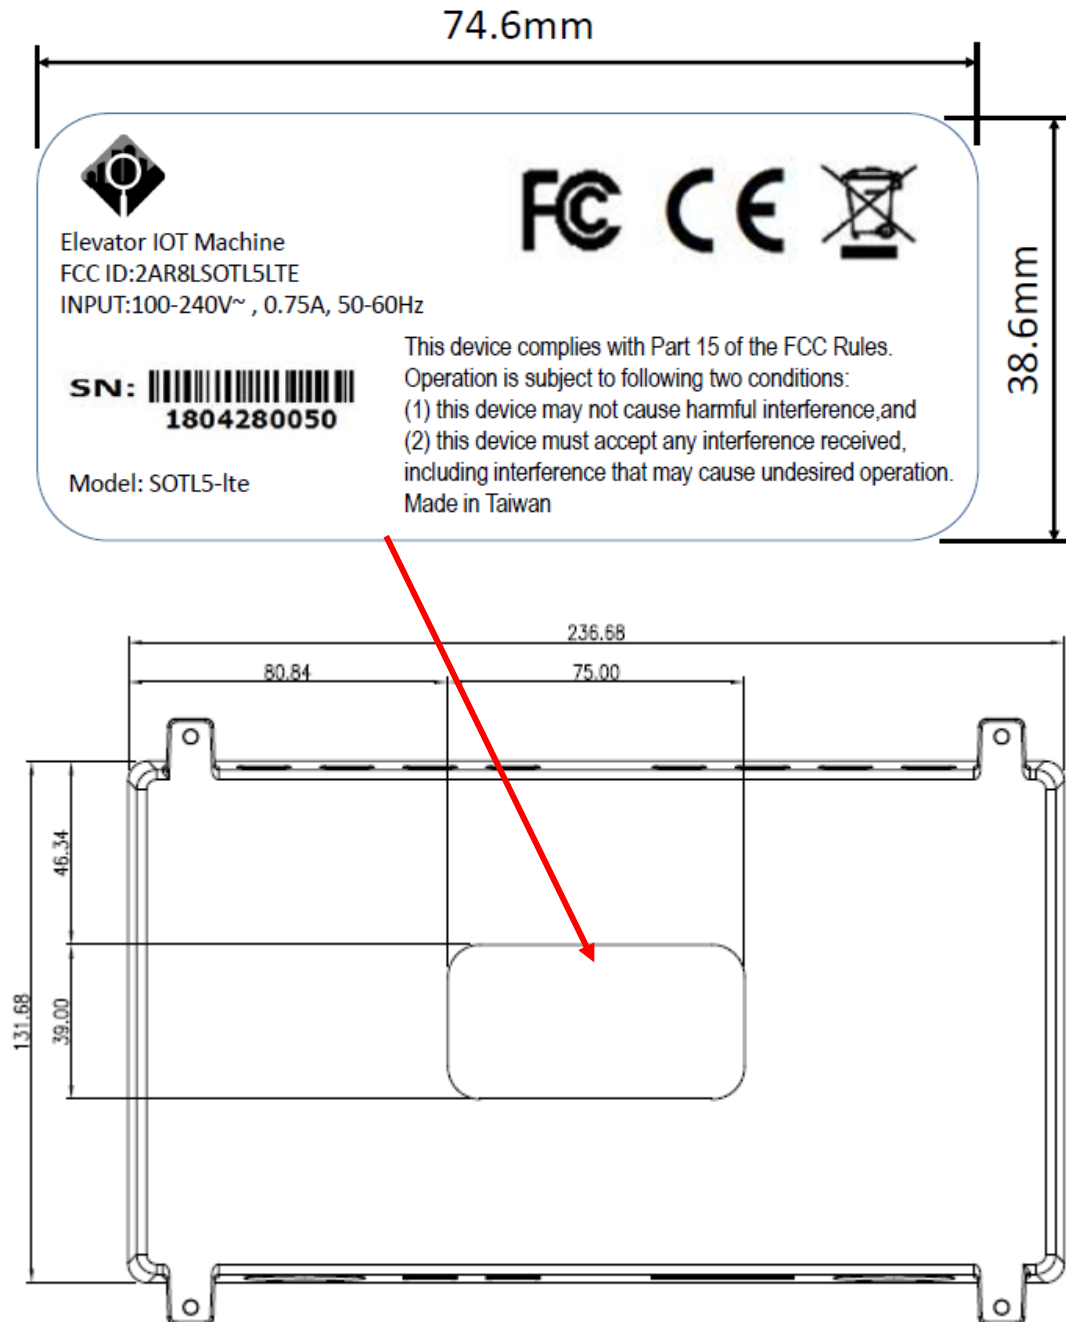 74.6mm
FC CE
Elevator IOT Machine
FCC ID:2AR8LSOTL5LTE
INPUT:100-240V~ , 0.75A, 50-60Hz
38.6mm
This device complies with Part 15 of the FCC Rules.
Operation is subject to following two conditions:
(1) this device may not cause harmful interference,and
(2) this device must accept any interference received,
including interference that may cause undesired operation.
Made in Taiwan
SN:
1804280050
Model: SOTL5-lte
236.68
80.84
75.00
46.34
39.00
131.68